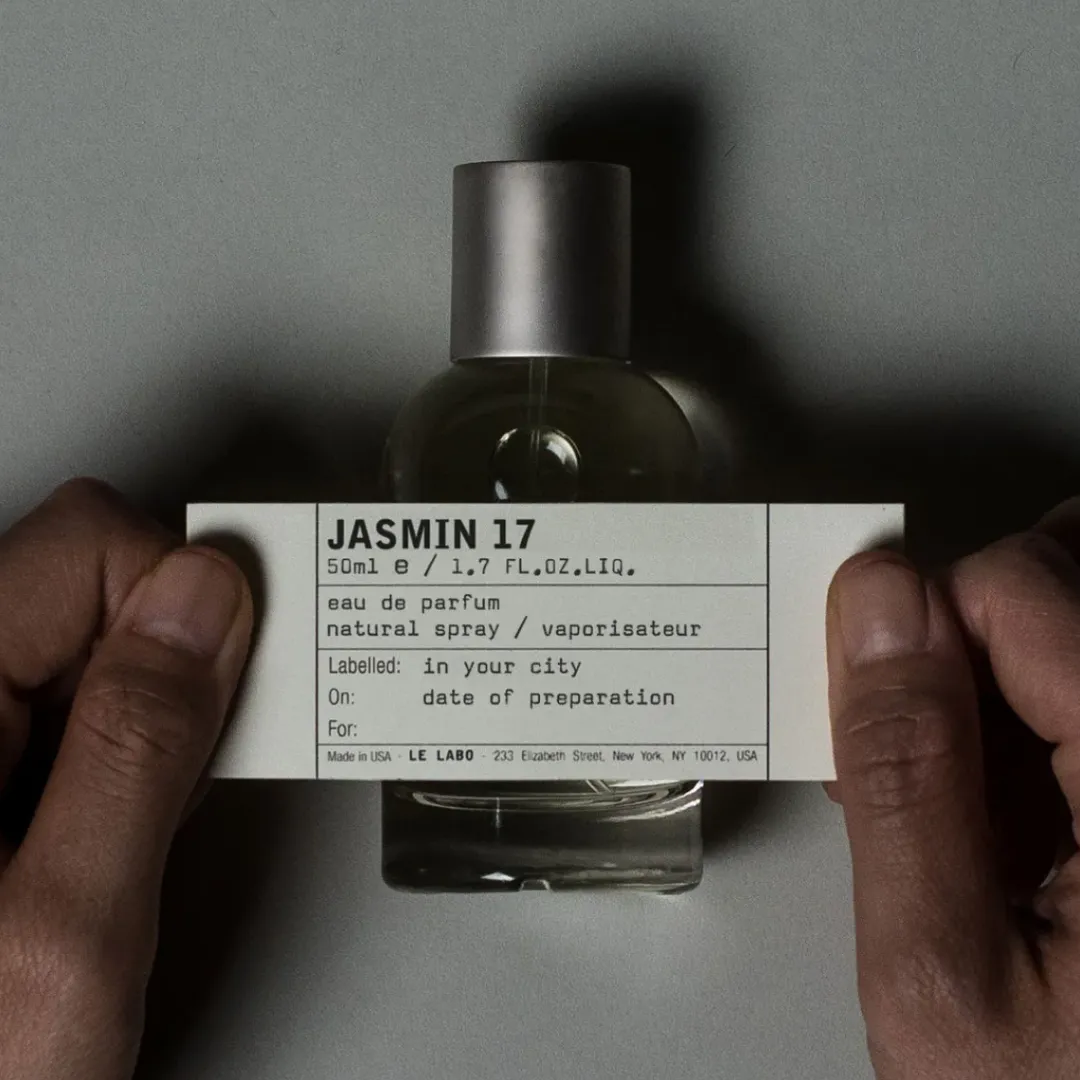 JASMIN 17
50ml e / 1.7 FL.OZ.LIQ.
eau de parfum
natural spray / vaporisateur
Labelled: in your city
On: date of preparation
For:
Made in USA - LE LABO - 233 Elizabeth Street, New York, NY 10012, USA